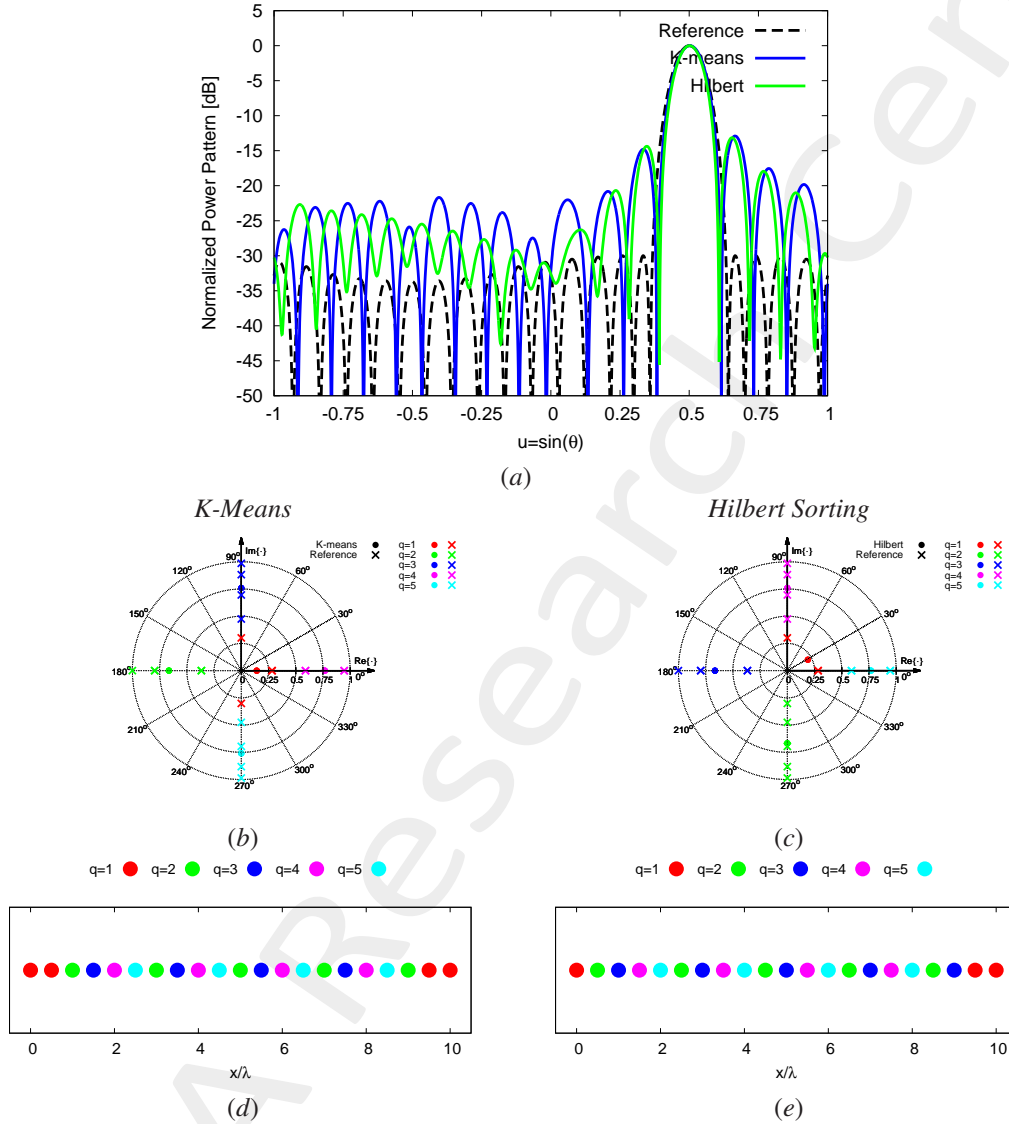 Normalized Power Pattern [dB]
5
0
-5
-10
-15
-20
-25
-30
-35
-40
-45
-50
-1 -0.75 -0.5 -0.25 0 0.25 0.5 0.75 1
u=sin(θ)
Reference
K-means
Hilbert
(a)
K-Means
Hilbert Sorting
K-means
Reference
q=1
q=2
q=3
q=4
q=5
Im{·}
Re{·}
0°
30°
60°
90°
120°
150°
180°
210°
240°
270°
300°
330°
0 0.25 0.5 0.75 1
Hilbert
Reference
q=1
q=2
q=3
q=4
q=5
Im{·}
Re{·}
0°
30°
60°
90°
120°
150°
180°
210°
240°
270°
300°
330°
0 0.25 0.5 0.75 1
(b)
(c)
q=1 q=2 q=3 q=4 q=5
0 2 4 6 8 10
x/λ
(d)
q=1 q=2 q=3 q=4 q=5
0 2 4 6 8 10
x/λ
(e)
A Research Cen